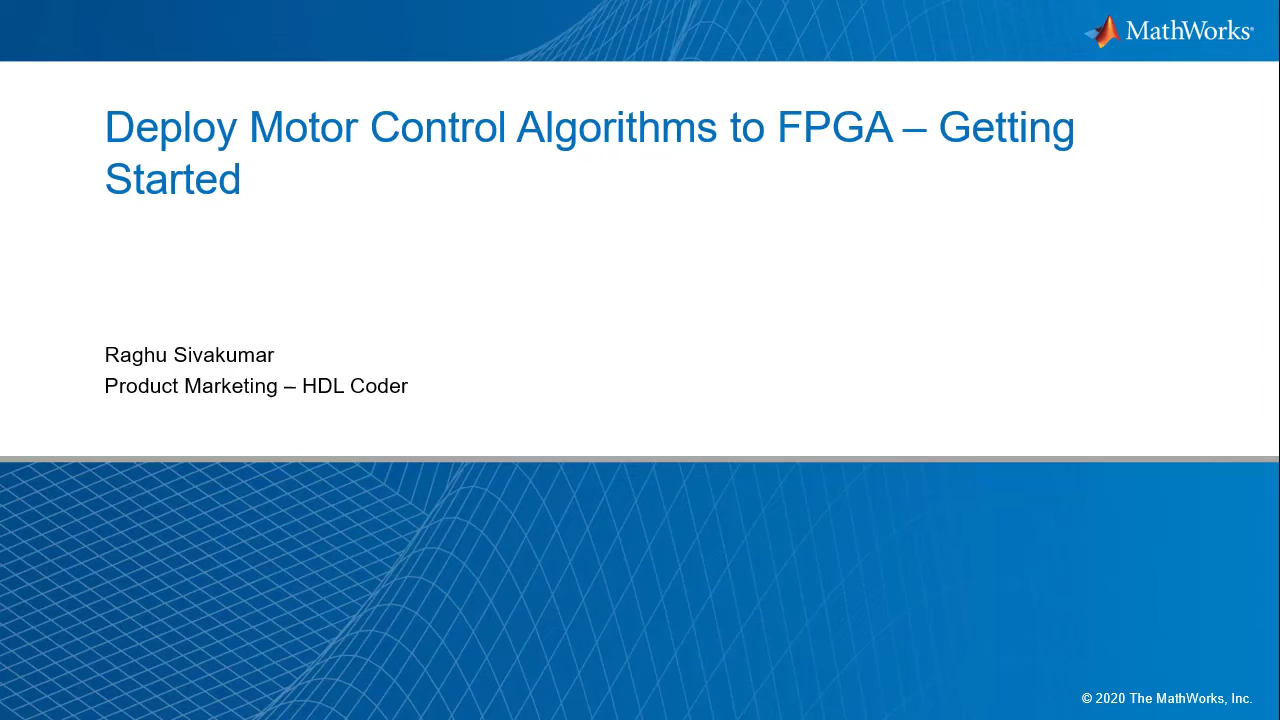 MathWorks®
Deploy Motor Control Algorithms to FPGA – Getting
Started
Raghu Sivakumar
Product Marketing – HDL Coder
© 2020 The MathWorks, Inc.